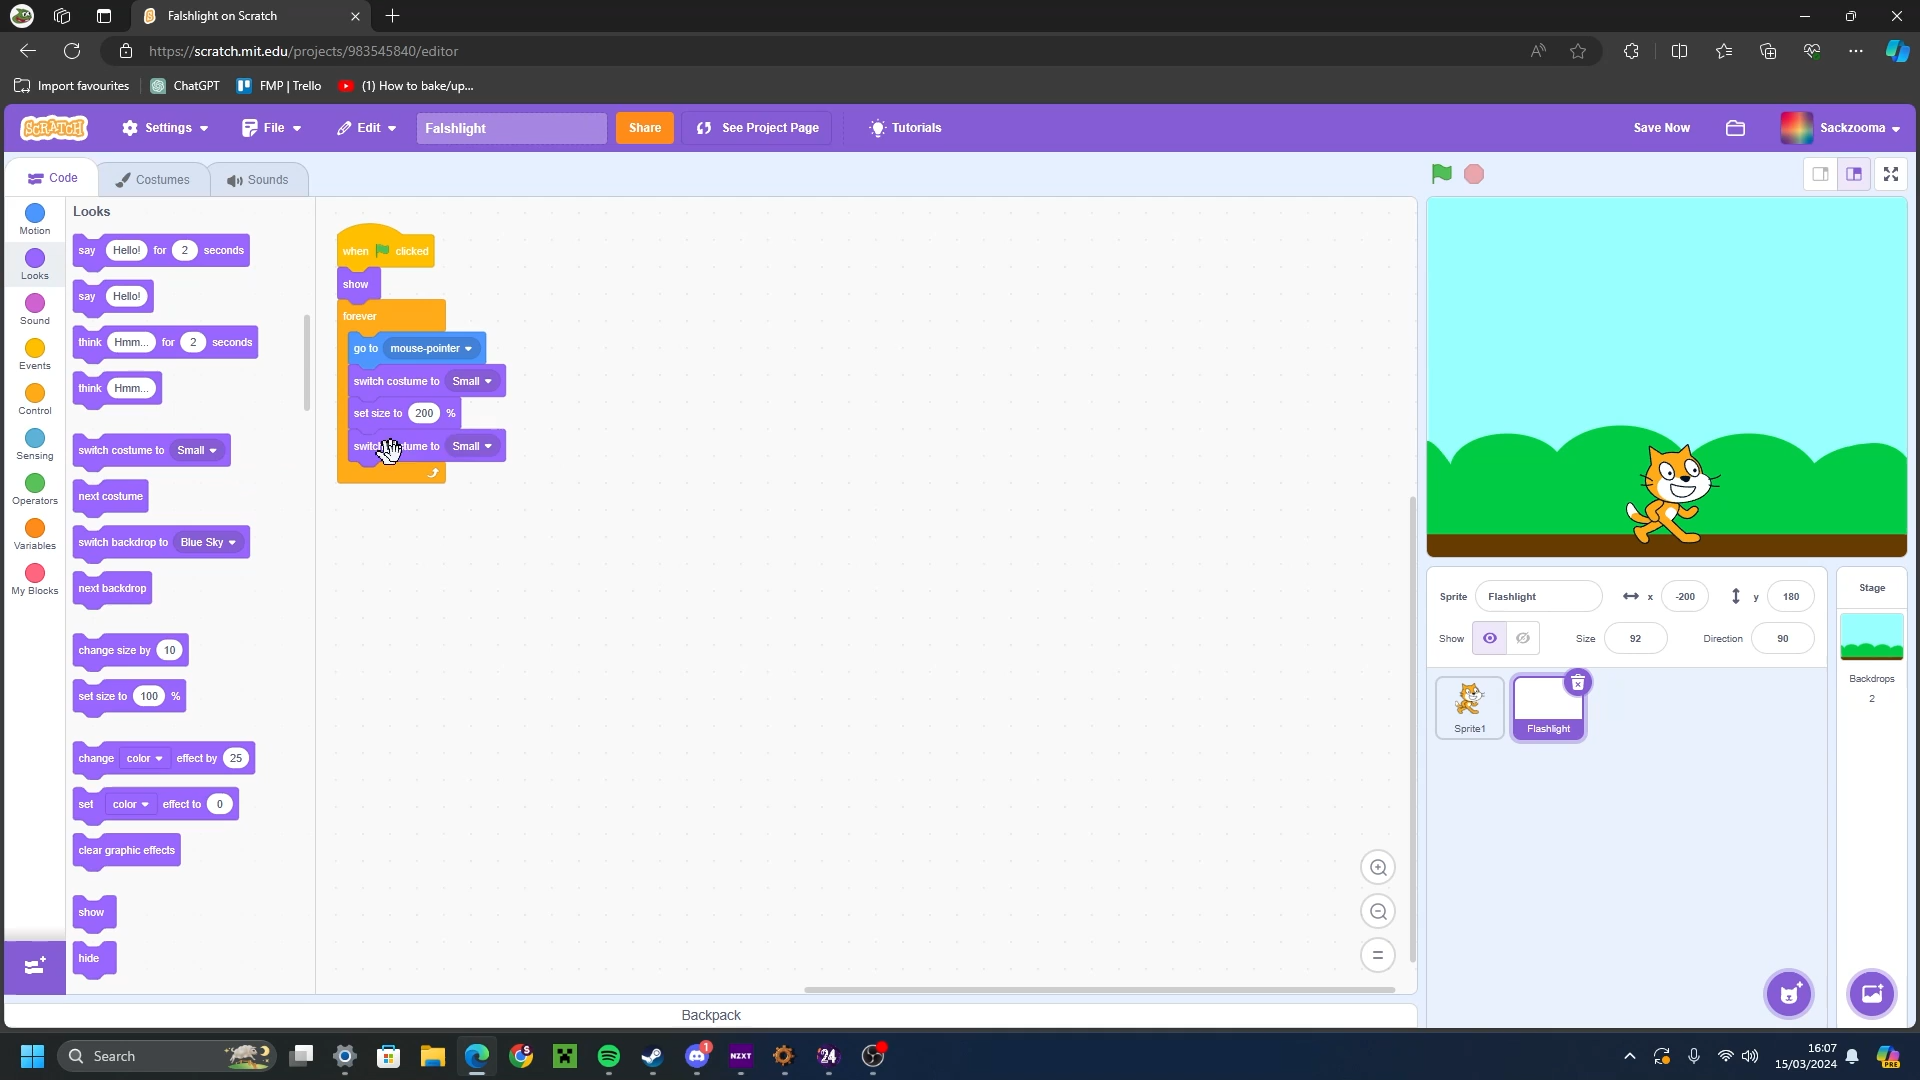 Falshlight on Scratch
https://scratch.mit.edu/projects/983545840/editor
Import favourites ChatGPT FMP | Trello (1) How to bake/up...
SCRATCH Settings File Edit Falshlight Share See Project Page Tutorials Save Now Sackzooma
Code Costumes Sounds
Motion
Looks
Sound
Events
Control
Sensing
Operators
Variables
My Blocks
Looks
say Hello! for 2 seconds
say Hello!
think Hmm... for 2 seconds
think Hmm...
switch costume to Small
next costume
switch backdrop to Blue Sky
next backdrop
change size by 10
set size to 100 %
change color effect by 25
set color effect to 0
clear graphic effects
show
hide
when clicked
show
forever
go to mouse-pointer
switch costume to Small
set size to 200 %
switch costume to Small
Sprite Flashlight x -200 y 180
Show Size 92 Direction 90
Sprite1
Flashlight
Stage
Backdrops
2
Backpack
Search
1
NZXT
24
PRE
16:07
15/03/2024